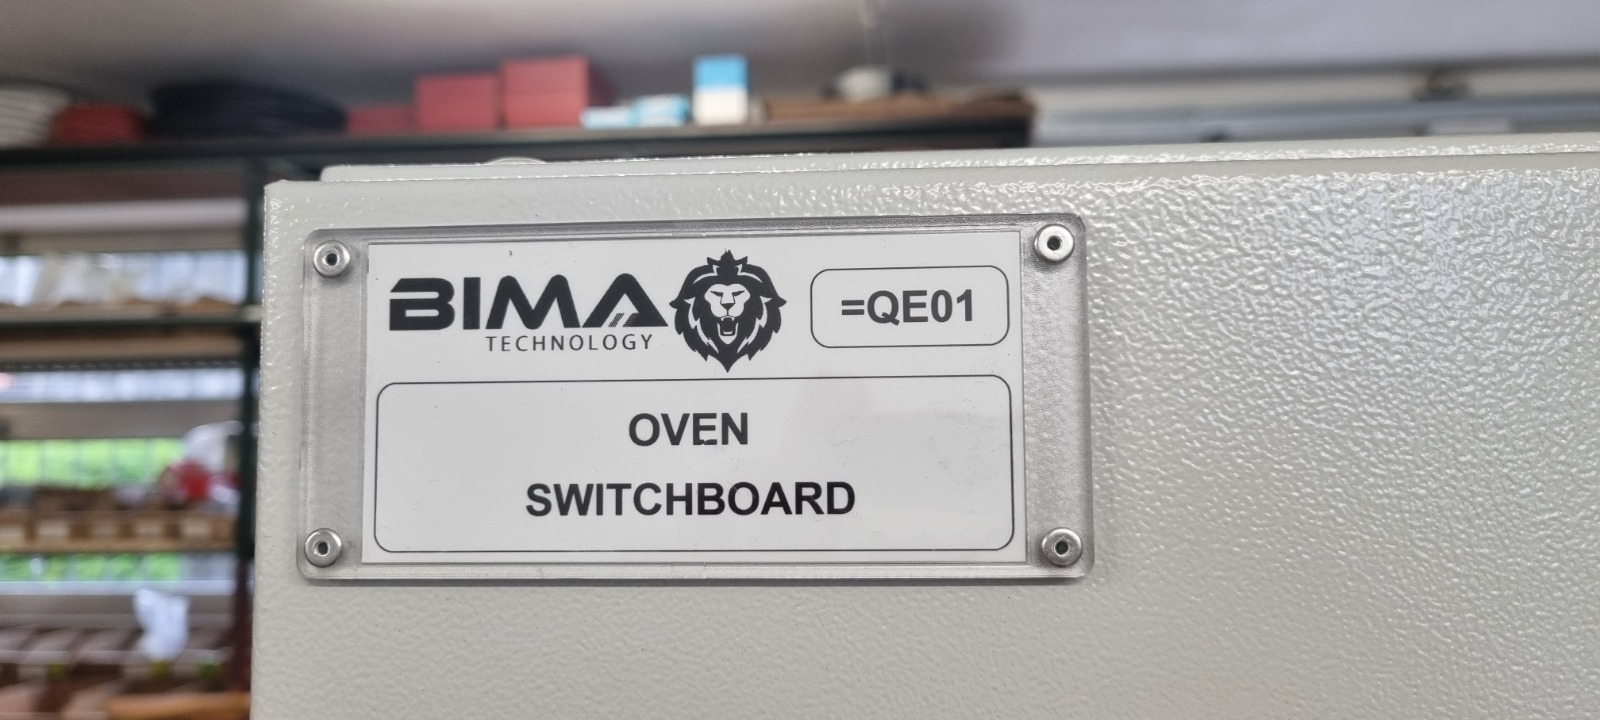 BIMA
TECHNOLOGY
=QE01
OVEN
SWITCHBOARD